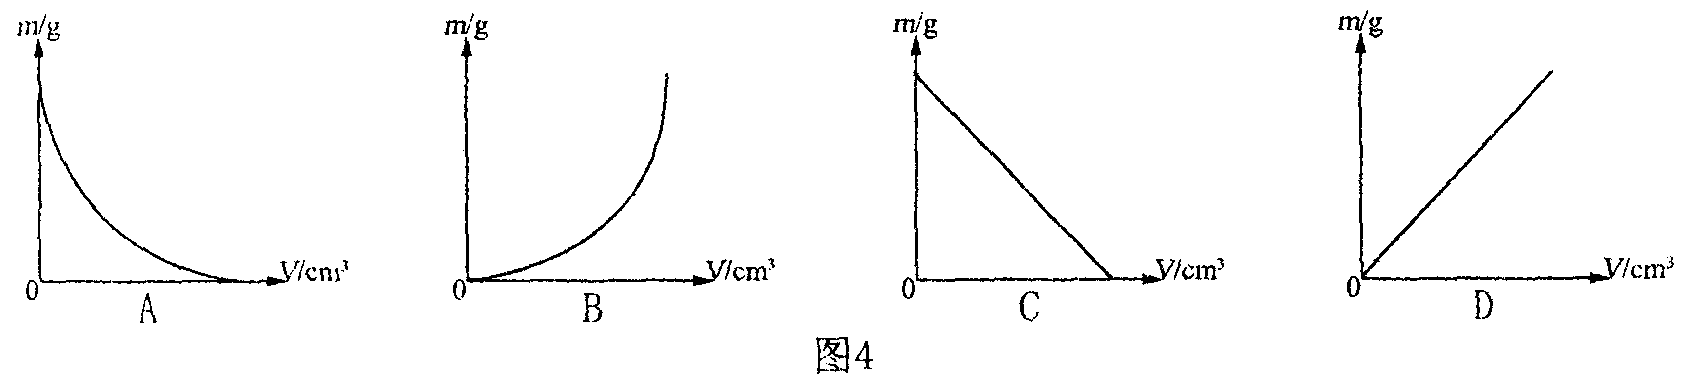 m/g m/g m/g m/g
0 V/cm³ 0 V/cm³ 0 V/cm³ 0 V/cm³
A B C D
图4